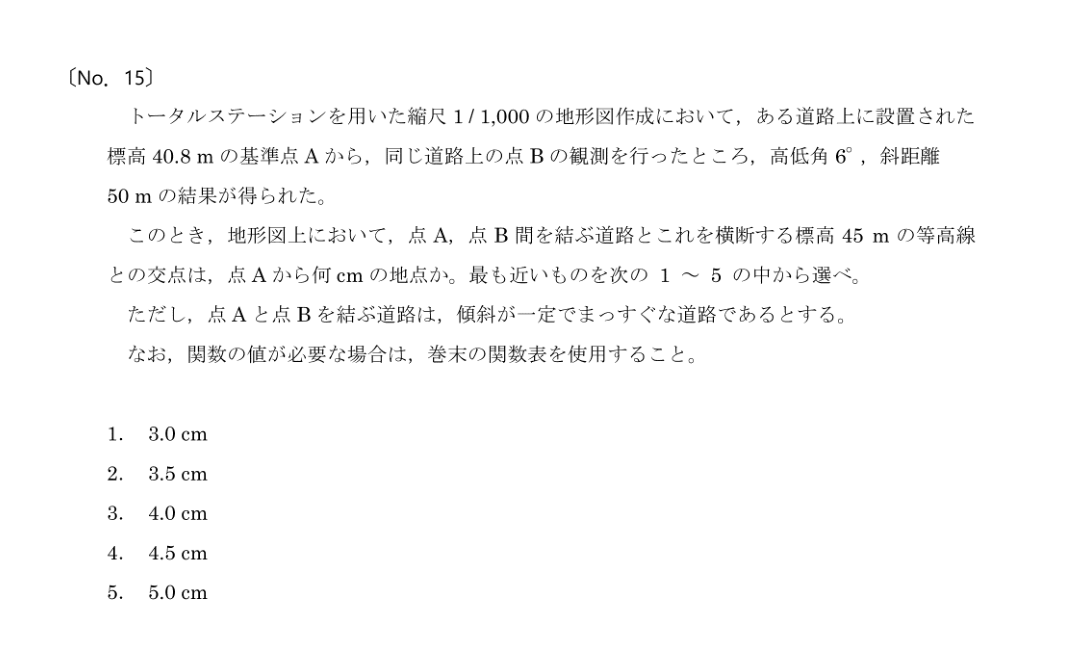 〔No. 15〕
トータルステーションを用いた縮尺 1 / 1,000 の地形図作成において，ある道路上に設置された
標高 40.8 m の基準点 A から，同じ道路上の点 B の観測を行ったところ，高低角 6°，斜距離
50 m の結果が得られた。
このとき，地形図上において，点 A，点 B 間を結ぶ道路とこれを横断する標高 45 m の等高線
との交点は，点 A から何 cm の地点か。最も近いものを次の 1 ～ 5 の中から選べ。
ただし，点 A と点 B を結ぶ道路は，傾斜が一定でまっすぐな道路であるとする。
なお，関数の値が必要な場合は，巻末の関数表を使用すること。
1. 3.0 cm
2. 3.5 cm
3. 4.0 cm
4. 4.5 cm
5. 5.0 cm